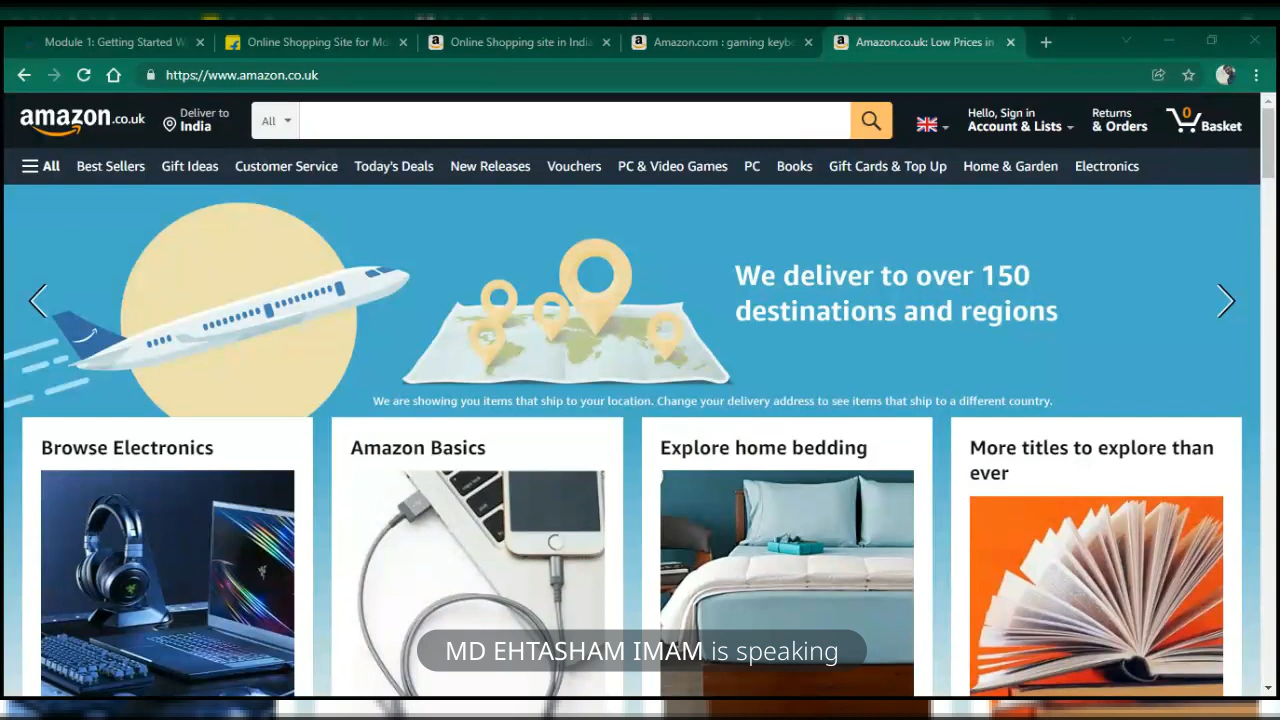 Module 1: Getting Started W
Online Shopping Site for Mo
Online Shopping site in India
Amazon.com : gaming keybo
Amazon.co.uk: Low Prices in
https://www.amazon.co.uk
amazon.co.uk
Deliver to
India
All
Hello, Sign in
Account & Lists
Returns
& Orders
0
Basket
All
Best Sellers
Gift Ideas
Customer Service
Today's Deals
New Releases
Vouchers
PC & Video Games
PC
Books
Gift Cards & Top Up
Home & Garden
Electronics
We deliver to over 150
destinations and regions
We are showing you items that ship to your location. Change your delivery address to see items that ship to a different country.
Browse Electronics
Amazon Basics
Explore home bedding
More titles to explore than
ever
MD EHTASHAM IMAM is speaking